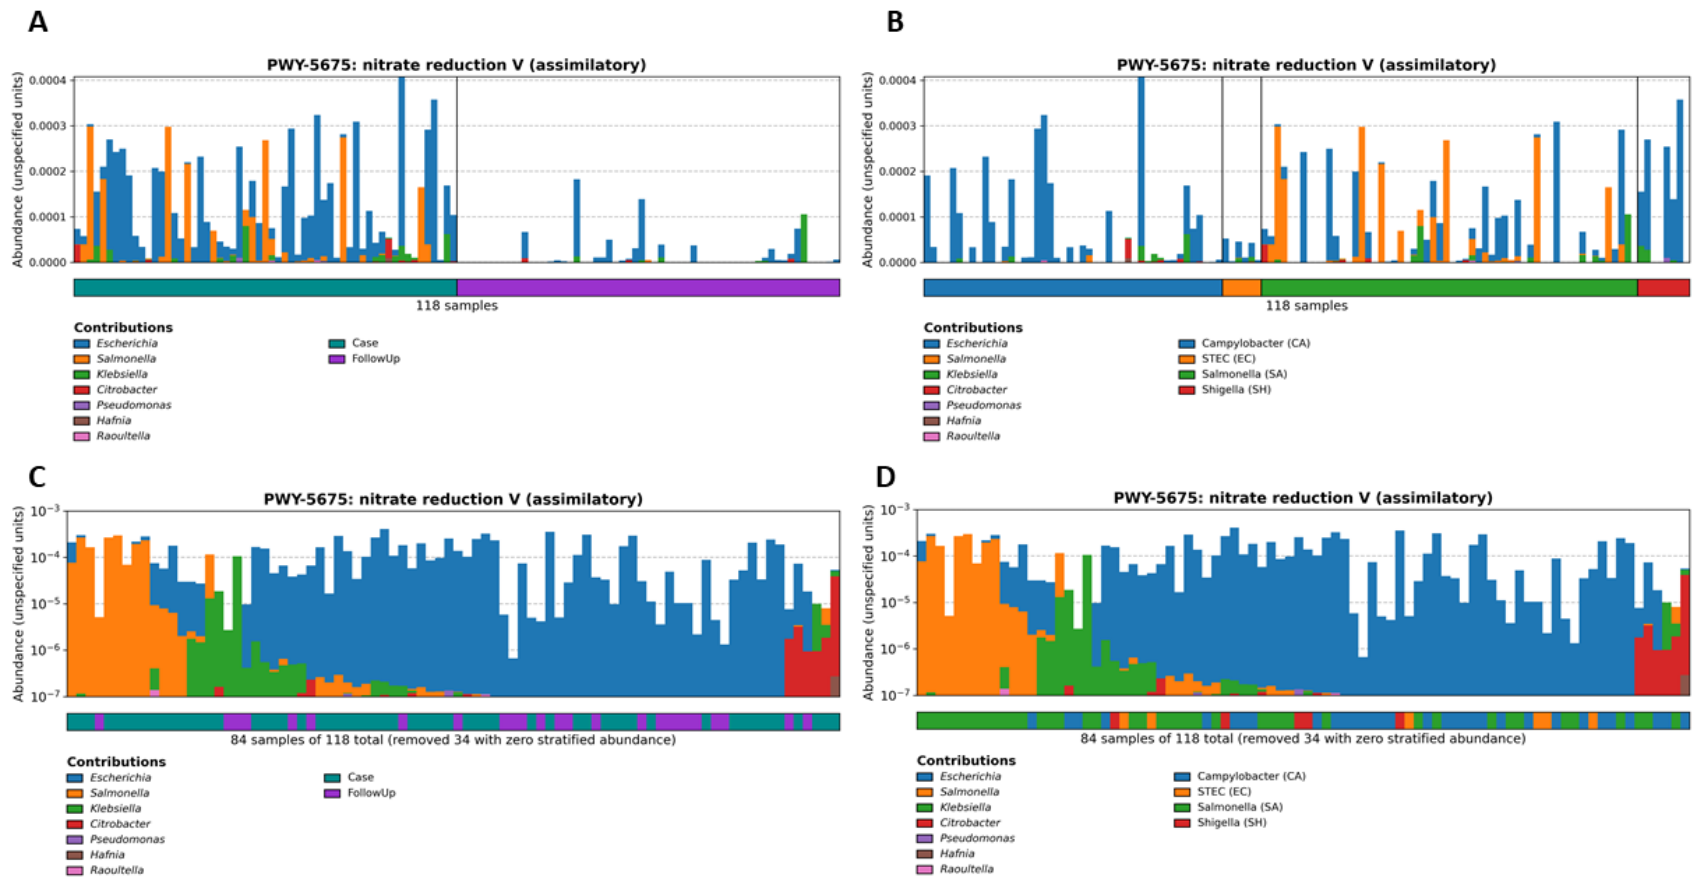 A
PWY-5675: nitrate reduction V (assimilatory)
Abundance (unspecified units)
0.0004
0.0003
0.0002
0.0001
0.0000
118 samples
Contributions
Escherichia
Salmonella
Klebsiella
Citrobacter
Pseudomonas
Hafnia
Raoultella
Case
FollowUp
B
PWY-5675: nitrate reduction V (assimilatory)
Abundance (unspecified units)
0.0004
0.0003
0.0002
0.0001
0.0000
118 samples
Contributions
Escherichia
Salmonella
Klebsiella
Citrobacter
Pseudomonas
Hafnia
Raoultella
Campylobacter (CA)
STEC (EC)
Salmonella (SA)
Shigella (SH)
C
PWY-5675: nitrate reduction V (assimilatory)
Abundance (unspecified units)
10⁻³
10⁻⁴
10⁻⁵
10⁻⁶
10⁻⁷
84 samples of 118 total (removed 34 with zero stratified abundance)
Contributions
Escherichia
Salmonella
Klebsiella
Citrobacter
Pseudomonas
Hafnia
Raoultella
Case
FollowUp
D
PWY-5675: nitrate reduction V (assimilatory)
Abundance (unspecified units)
10⁻³
10⁻⁴
10⁻⁵
10⁻⁶
10⁻⁷
84 samples of 118 total (removed 34 with zero stratified abundance)
Contributions
Escherichia
Salmonella
Klebsiella
Citrobacter
Pseudomonas
Hafnia
Raoultella
Campylobacter (CA)
STEC (EC)
Salmonella (SA)
Shigella (SH)